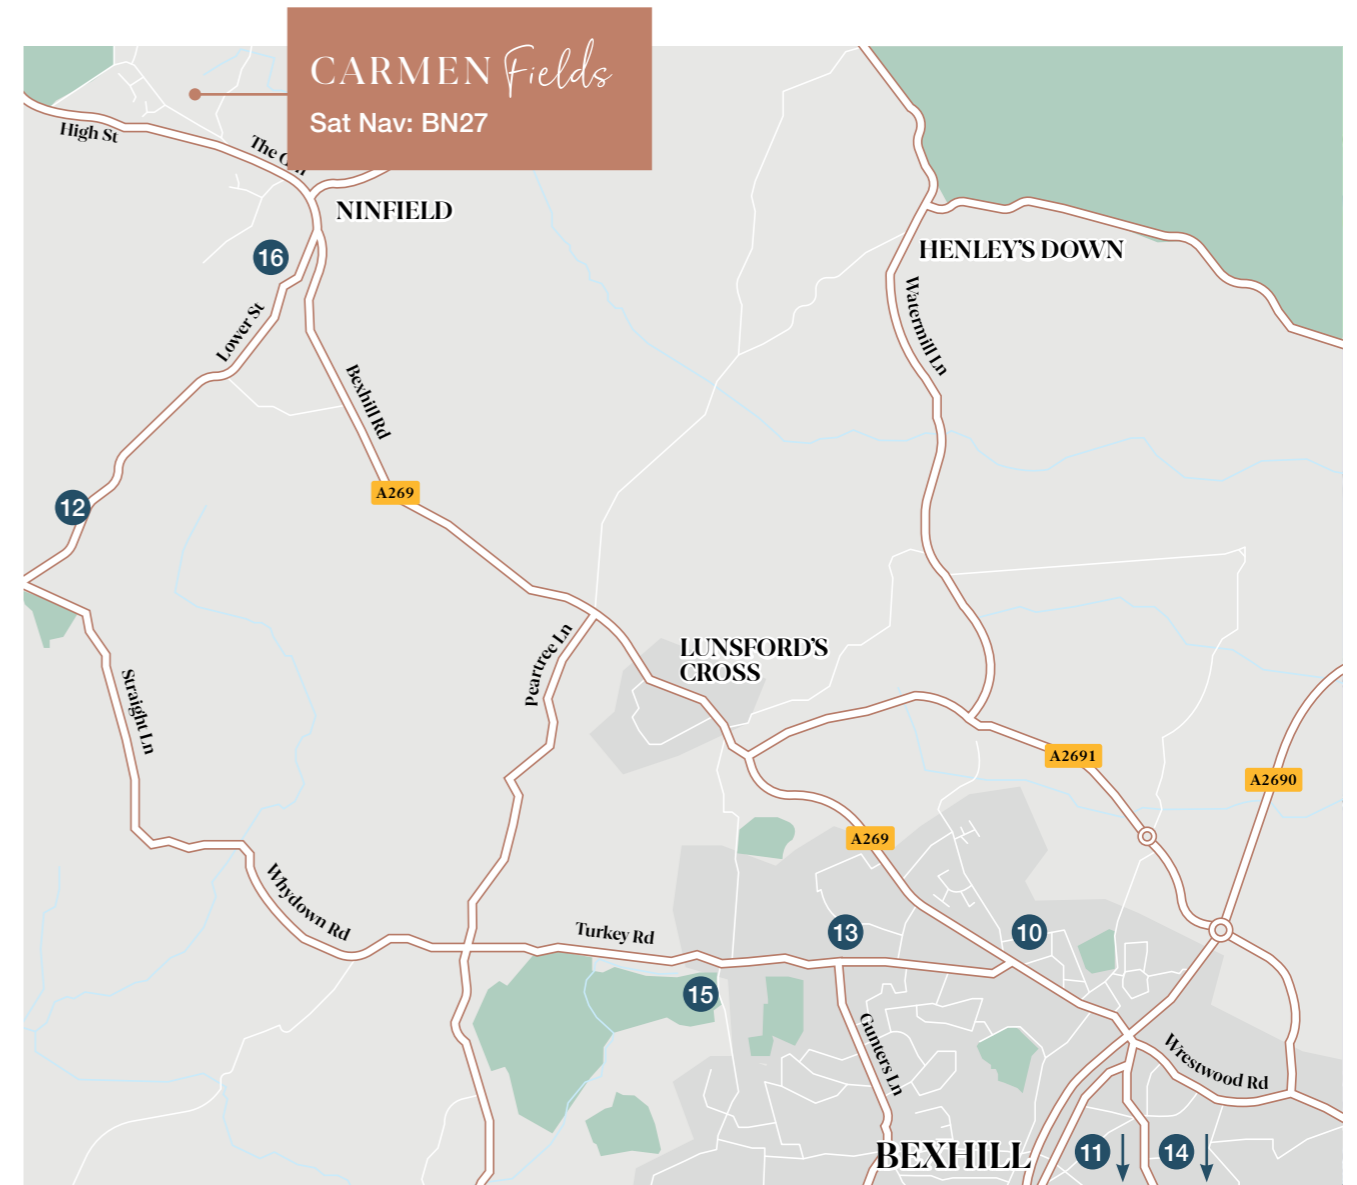 CARMEN Fields
Sat Nav: BN27
High St
The
NINFIELD
16
HENLEY'S DOWN
Lower St
Watermill Ln
Bexhill Rd
A269
12
Peartree Ln
LUNSFORD'S
CROSS
Straight Ln
A2691
A2690
A269
Whydown Rd
Turkey Rd
13
10
15
Gunters Ln
Wrestwood Rd
BEXHILL
11
14